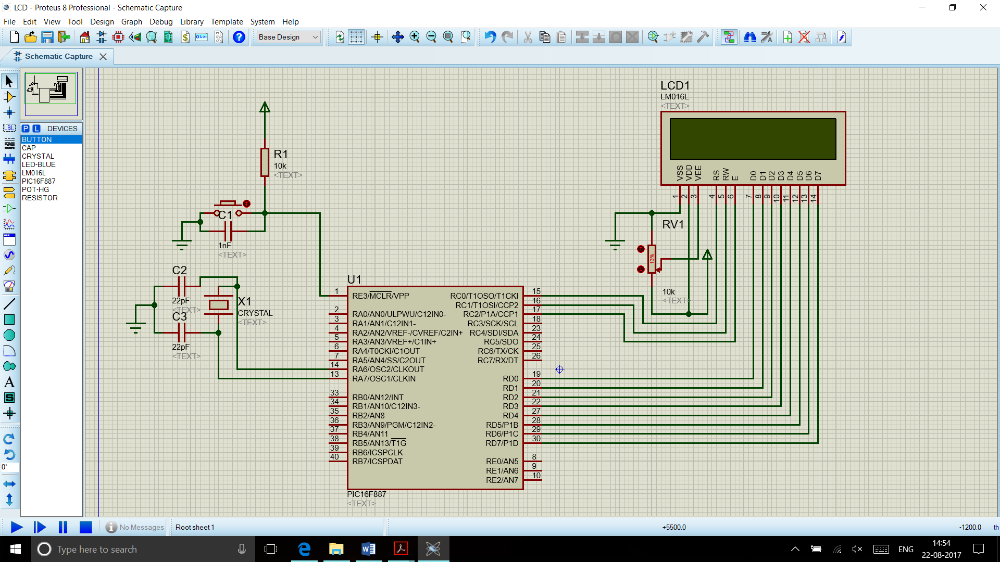 LCD - Proteus 8 Professional - Schematic Capture
File Edit View Tool Design Graph Debug Library Template System Help
Base Design
Schematic Capture
P L DEVICES
BUTTON
CAP
CRYSTAL
LED-BLUE
LM016L
PIC16F887
POT-HG
RESISTOR
LBL
A
S
0°
LCD1
LM016L
<TEXT>
VSS VDD VEE RS RW E D0 D1 D2 D3 D4 D5 D6 D7
1 2 3 4 5 6 7 8 9 10 11 12 13 14
R1
10k
<TEXT>
C1
1nF
<TEXT>
RV1
13%
10k
<TEXT>
C2
22pF
<TEXT>
C3
22pF
<TEXT>
X1
CRYSTAL
<TEXT>
U1
1 RE3/MCLR/VPP RC0/T1OSO/T1CKI 15
RC1/T1OSI/CCP2 16
2 RA0/AN0/ULPWU/C12IN0- RC2/P1A/CCP1 17
3 RA1/AN1/C12IN1- RC3/SCK/SCL 18
4 RA2/AN2/VREF-/CVREF/C2IN+ RC4/SDI/SDA 23
5 RA3/AN3/VREF+/C1IN+ RC5/SDO 24
6 RA4/T0CKI/C1OUT RC6/TX/CK 25
7 RA5/AN4/SS/C2OUT RC7/RX/DT 26
14 RA6/OSC2/CLKOUT
13 RA7/OSC1/CLKIN RD0 19
RD1 20
33 RB0/AN12/INT RD2 21
34 RB1/AN10/C12IN3- RD3 22
35 RB2/AN8 RD4 27
36 RB3/AN9/PGM/C12IN2- RD5/P1B 28
37 RB4/AN11 RD6/P1C 29
38 RB5/AN13/T1G RD7/P1D 30
39 RB6/ICSPCLK
40 RB7/ICSPDAT RE0/AN5 8
RE1/AN6 9
RE2/AN7 10
PIC16F887
<TEXT>
No Messages Root sheet 1 +5500.0 -1200.0 th
Type here to search
ENG
14:54
22-08-2017